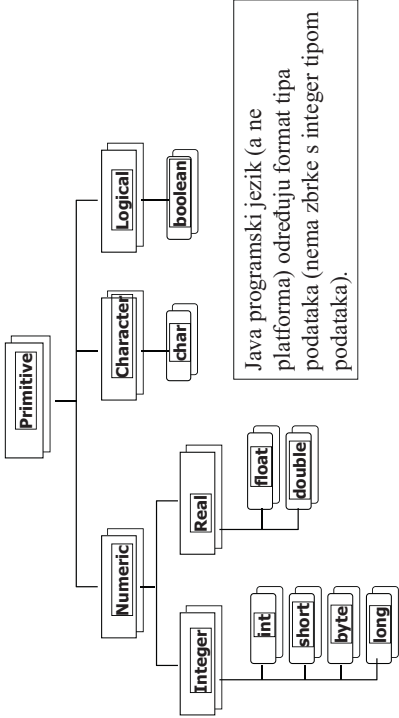 Primitive
Numeric
Character
Logical
Integer
Real
char
boolean
int
short
byte
long
float
double
Java programski jezik (a ne
platforma) određuju format tipa
podataka (nema zbrke s integer tipom
podataka).